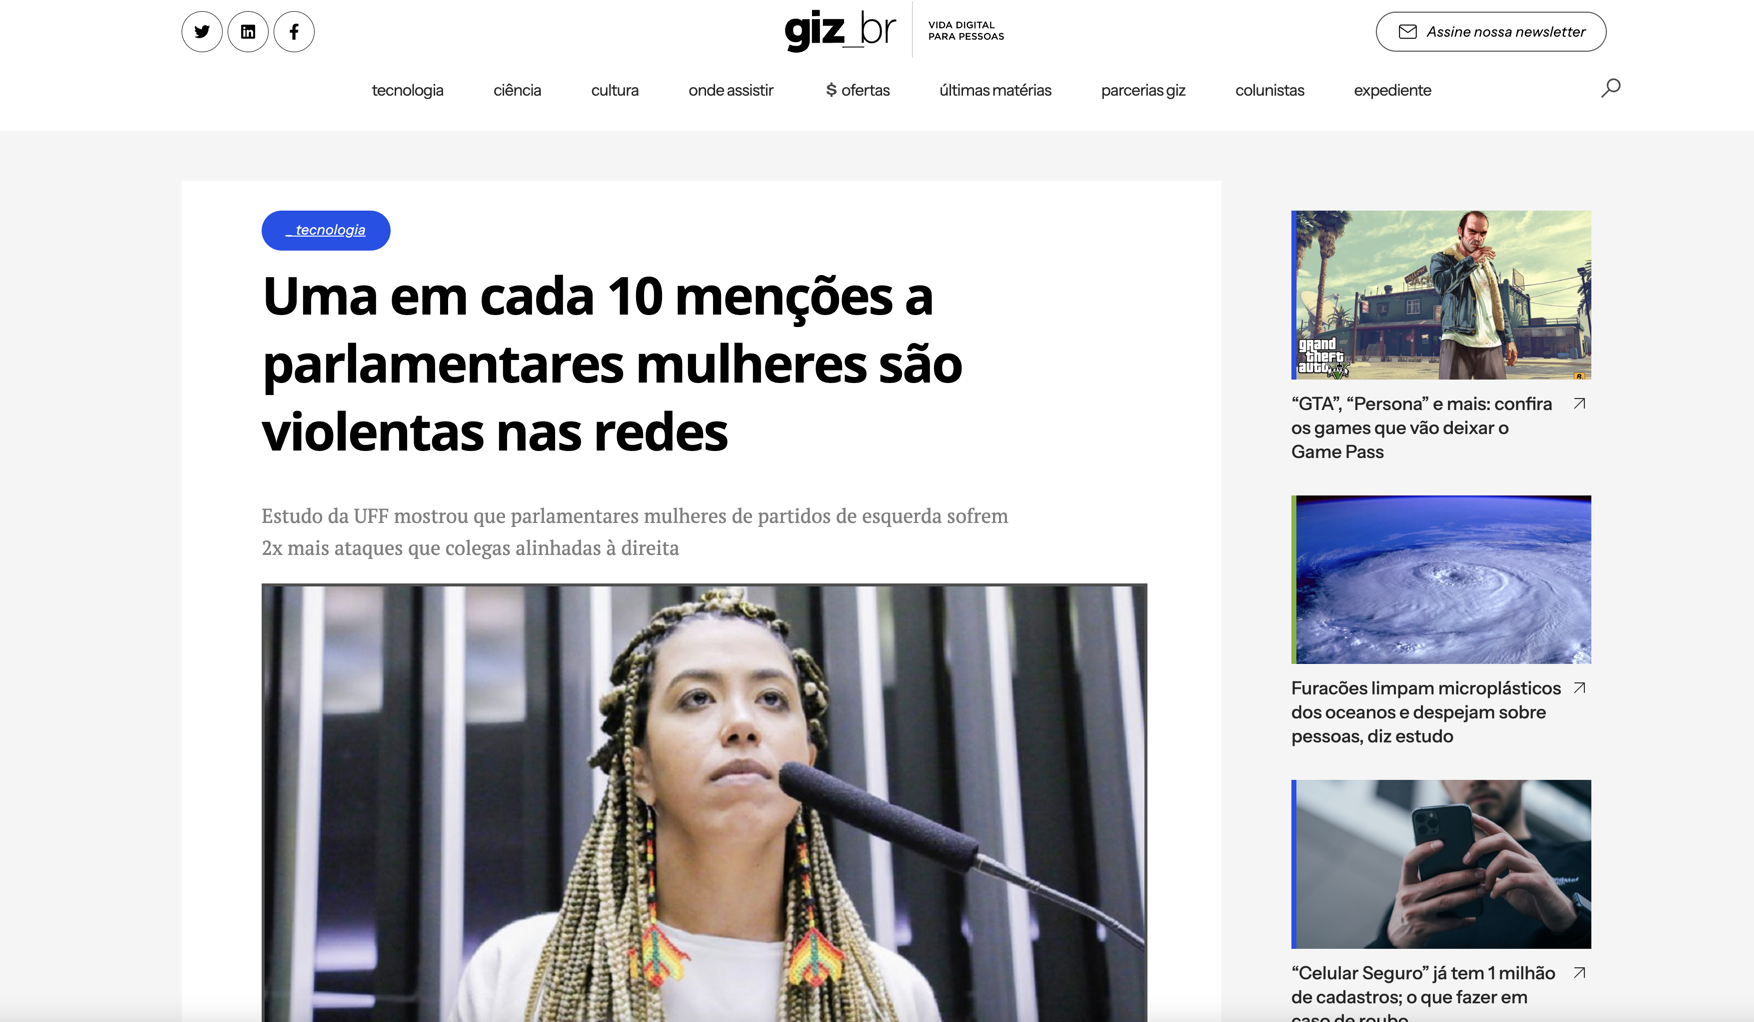 giz_br
VIDA DIGITAL
PARA PESSOAS
Assine nossa newsletter
tecnologia
ciência
cultura
onde assistir
$ ofertas
últimas matérias
parcerias giz
colunistas
expediente
_ tecnologia
Uma em cada 10 menções a
parlamentares mulheres são
violentas nas redes
Estudo da UFF mostrou que parlamentares mulheres de partidos de esquerda sofrem
2x mais ataques que colegas alinhadas à direita
grand
theft
auto
“GTA”, “Persona” e mais: confira
os games que vão deixar o
Game Pass
Furacões limpam microplásticos
dos oceanos e despejam sobre
pessoas, diz estudo
“Celular Seguro” já tem 1 milhão
de cadastros; o que fazer em
caso de roubo